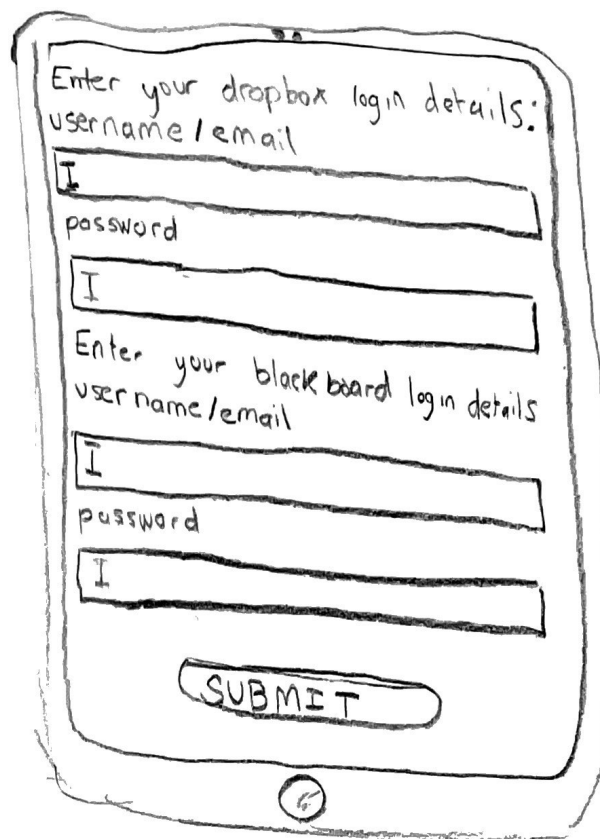 Enter your dropbox login details:
username/email
I
password
I
Enter your blackboard login details
username/email
I
password
I
SUBMIT